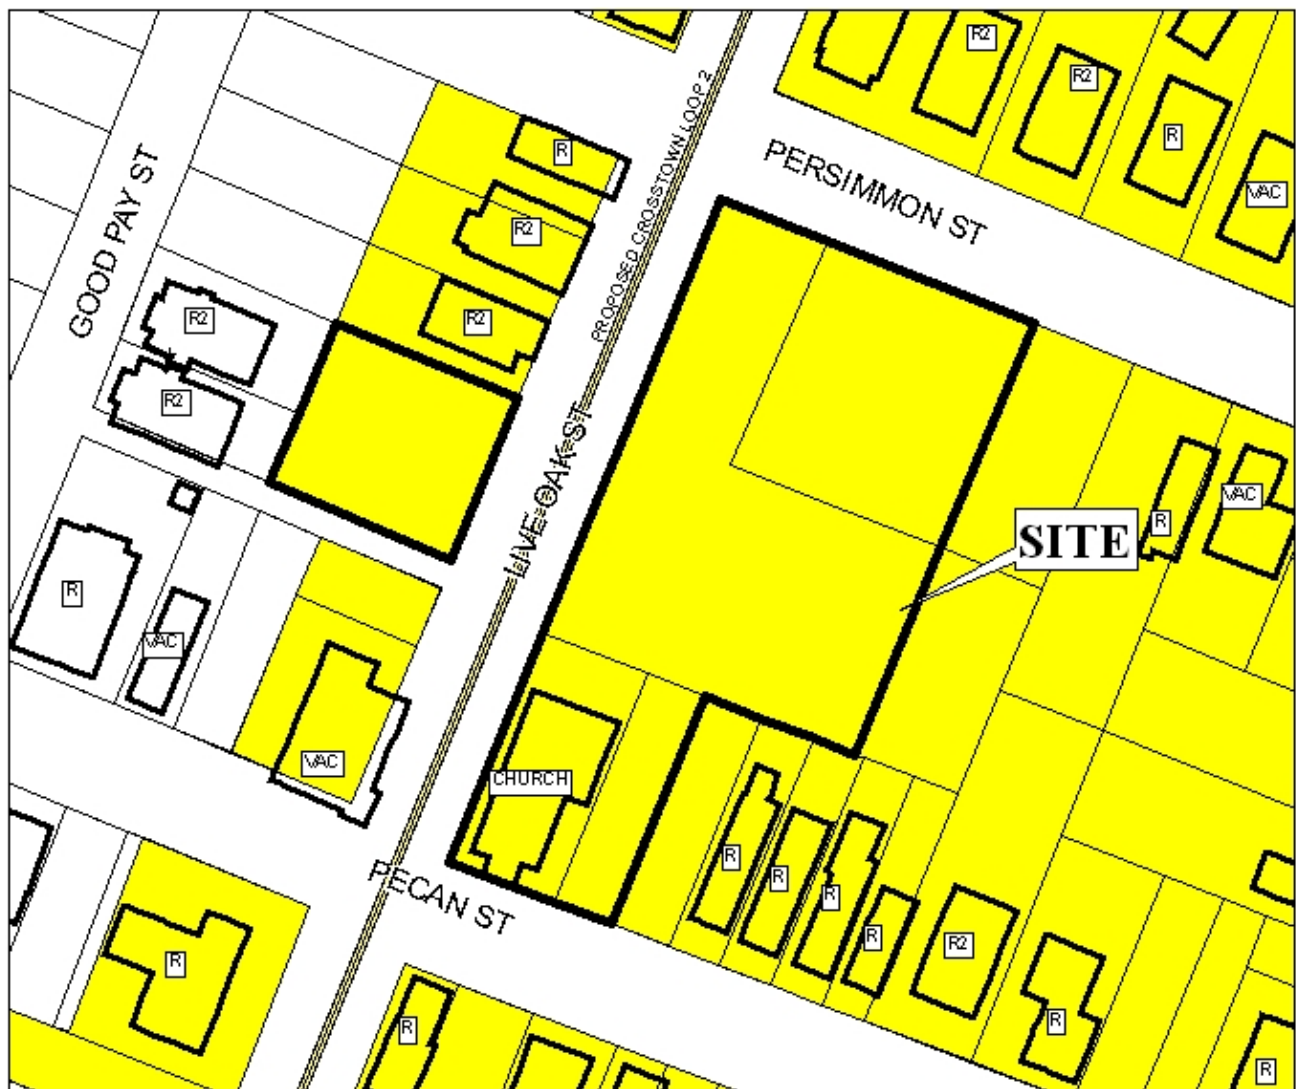 R2
R2
R
VAC
PERSIMMON ST
PROPOSED CROSSTOWN LOOP 2
GOOD PAY ST
R
R2
R2
R2
R2
LIVE OAK ST
SITE
R
VAC
R
VAC
VAC
CHURCH
PECAN ST
R
R
R
R
R2
R
R
R
R